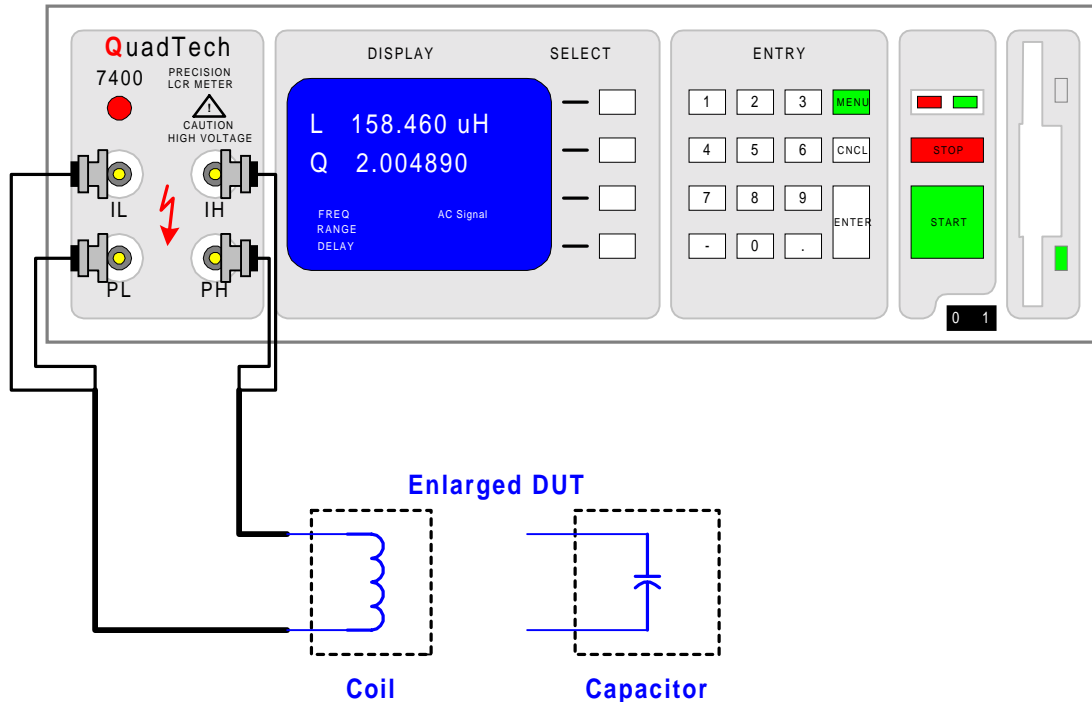 QuadTech
7400
PRECISION
LCR METER
!
CAUTION
HIGH VOLTAGE
IL
IH
PL
PH
DISPLAY
SELECT
L 158.460 uH
Q 2.004890
FREQ
AC Signal
RANGE
DELAY
ENTRY
1 2 3 MENU
4 5 6 CNCL
7 8 9
ENTER
- 0 .
STOP
START
0 1
Enlarged DUT
Coil
Capacitor